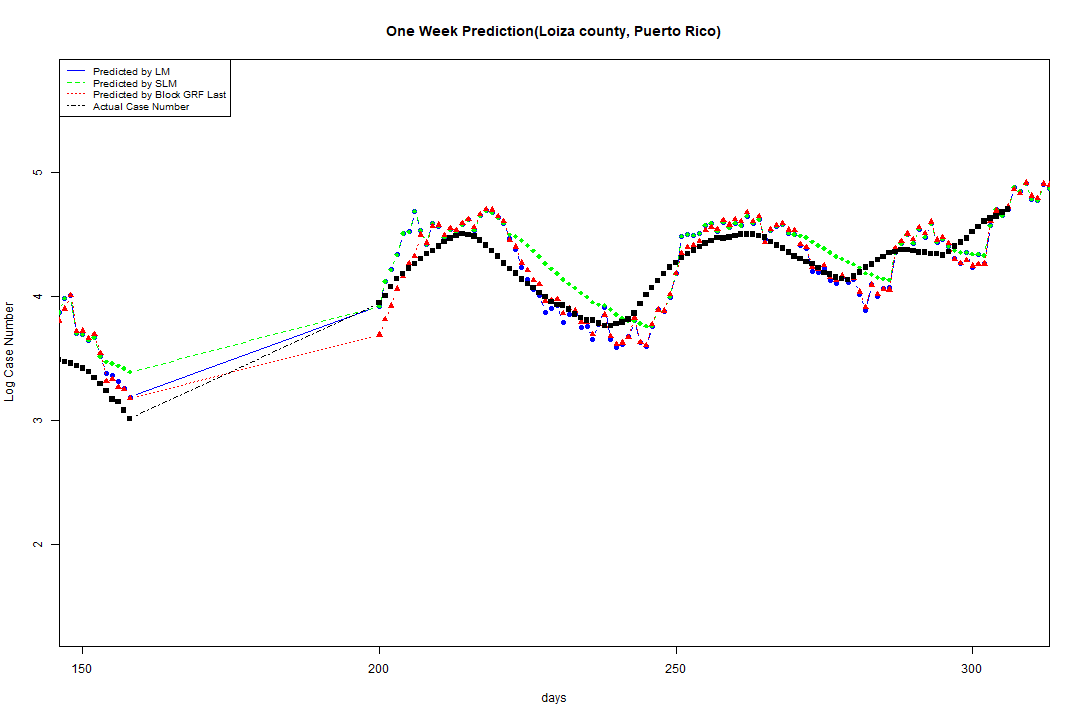 One Week Prediction(Loiza county, Puerto Rico)
Predicted by LM
Predicted by SLM
Predicted by Block GRF Last
Actual Case Number
5
4
3
2
Log Case Number
150 200 250 300
days